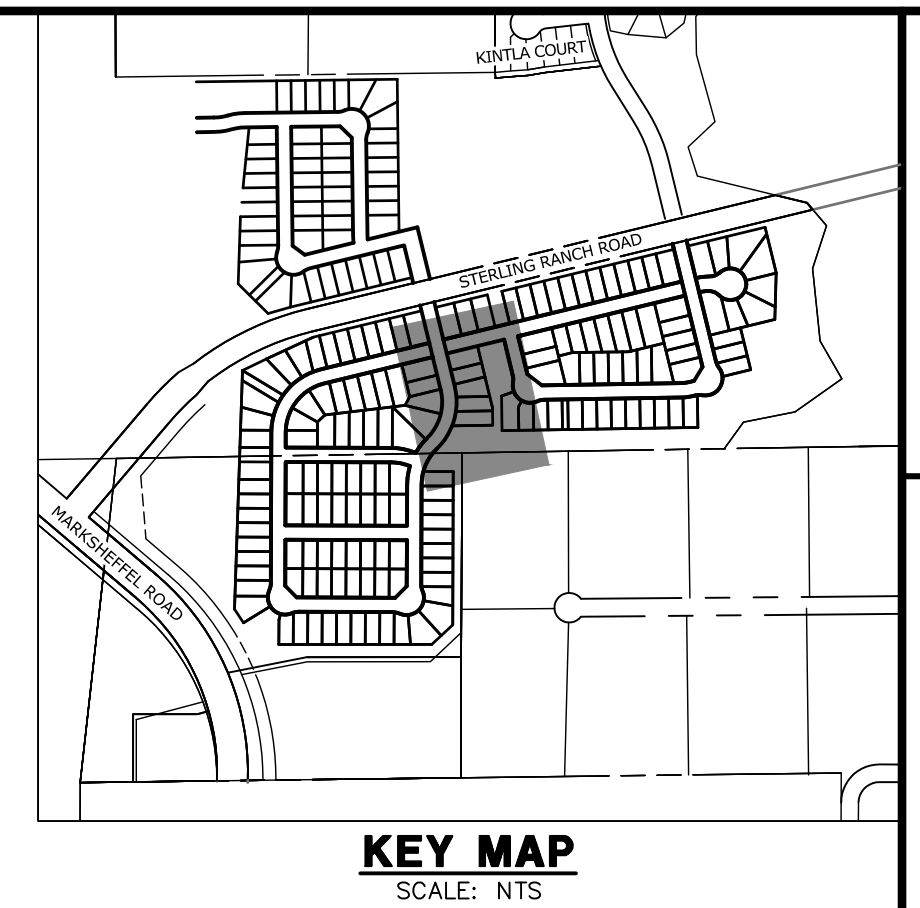 KINTLA COURT
STERLING RANCH ROAD
MARKSHEFFEL ROAD
KEY MAP
SCALE: NTS